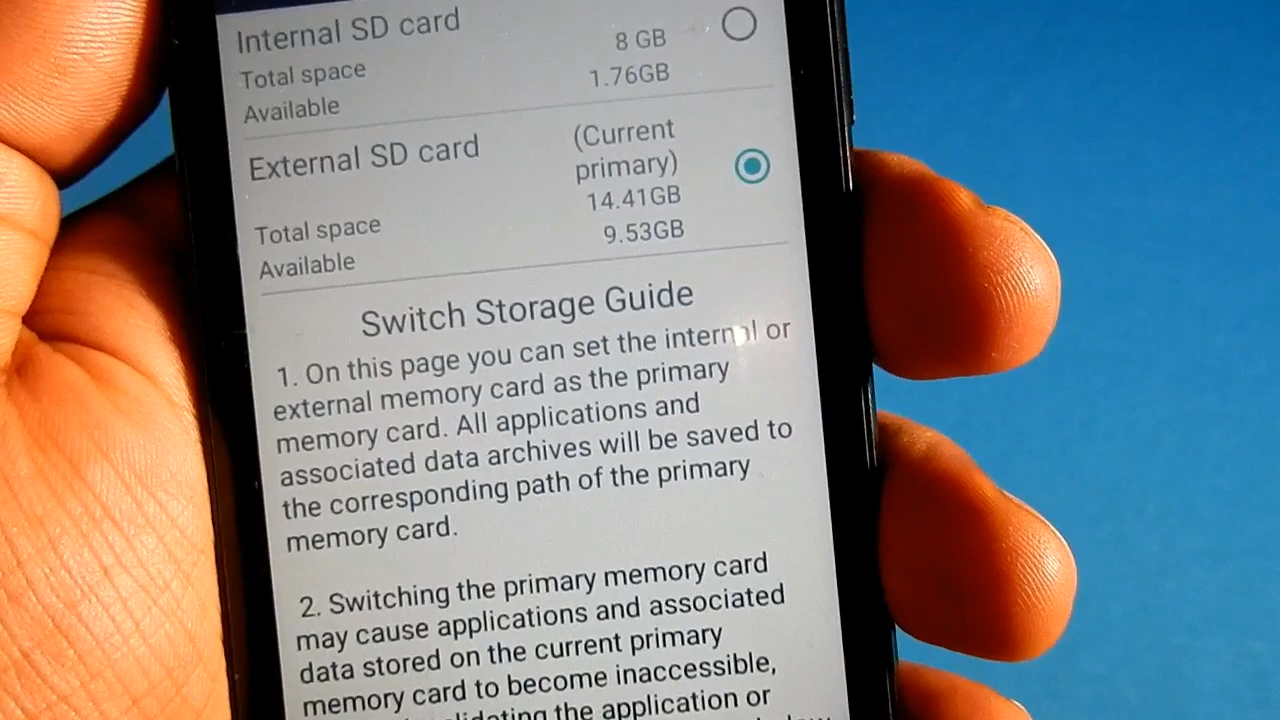 Internal SD card
8 GB
Total space
1.76GB
Available
External SD card
(Current
primary)
14.41GB
Total space
9.53GB
Available
Switch Storage Guide
1. On this page you can set the internal or
external memory card as the primary
memory card. All applications and
associated data archives will be saved to
the corresponding path of the primary
memory card.
2. Switching the primary memory card
may cause applications and associated
data stored on the current primary
memory card to become inaccessible,
the application or